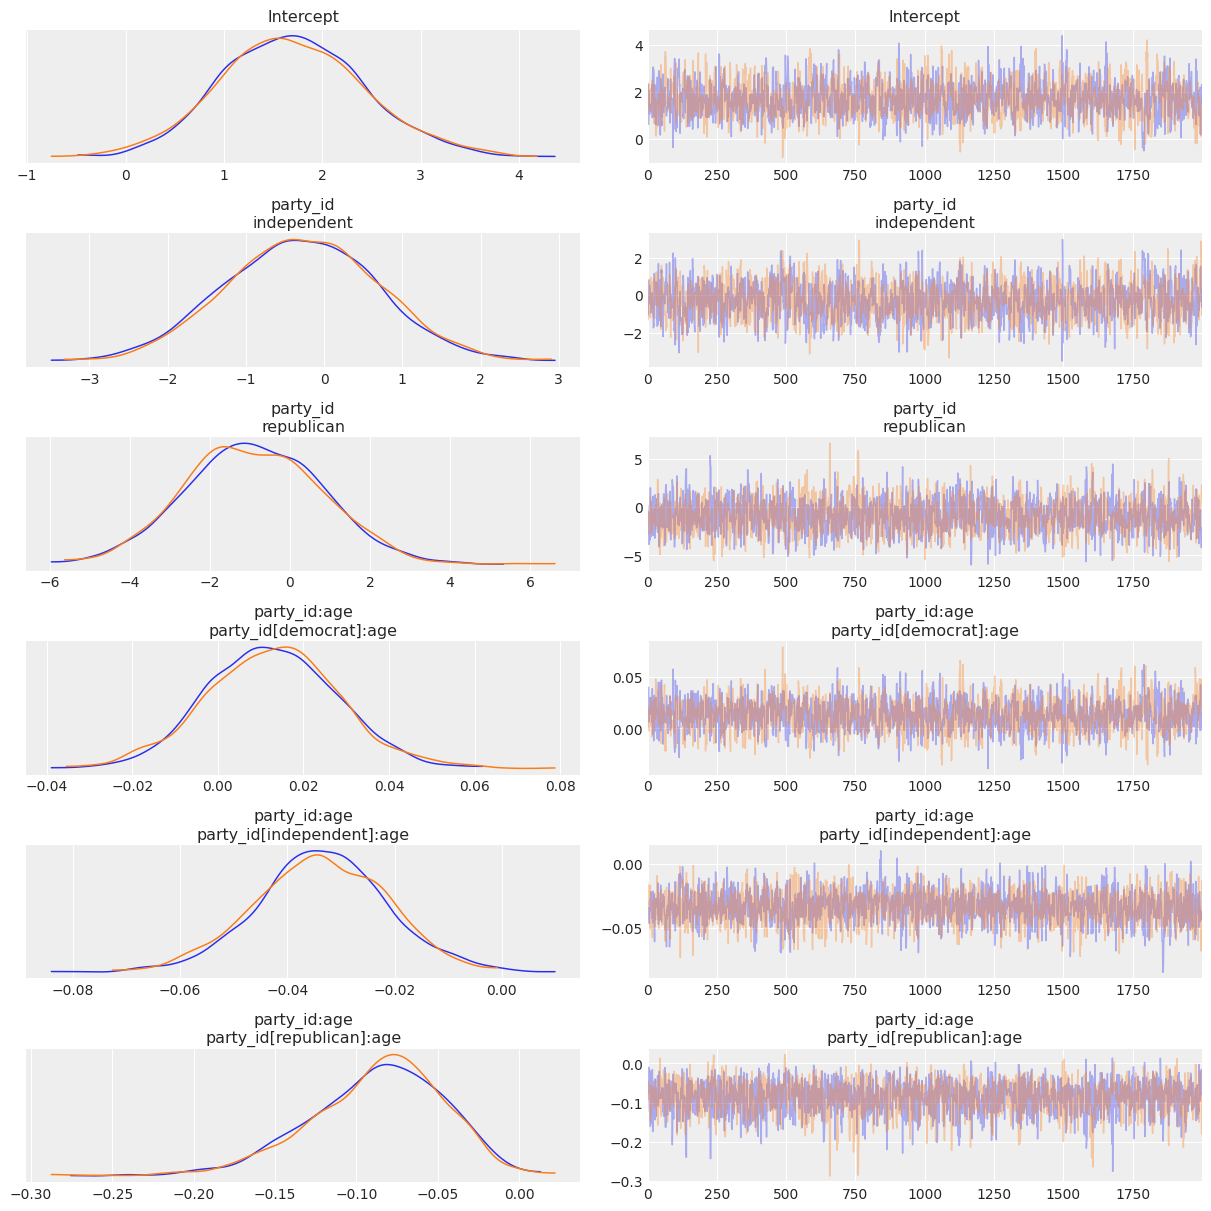 Intercept
−1 0 1 2 3 4
Intercept
4
2
0
0 250 500 750 1000 1250 1500 1750
party_id
independent
−3 −2 −1 0 1 2 3
party_id
independent
2
0
−2
0 250 500 750 1000 1250 1500 1750
party_id
republican
−6 −4 −2 0 2 4 6
party_id
republican
5
0
−5
0 250 500 750 1000 1250 1500 1750
party_id:age
party_id[democrat]:age
−0.04 −0.02 0.00 0.02 0.04 0.06 0.08
party_id:age
party_id[democrat]:age
0.05
0.00
0 250 500 750 1000 1250 1500 1750
party_id:age
party_id[independent]:age
−0.08 −0.06 −0.04 −0.02 0.00
party_id:age
party_id[independent]:age
0.00
−0.05
0 250 500 750 1000 1250 1500 1750
party_id:age
party_id[republican]:age
−0.30 −0.25 −0.20 −0.15 −0.10 −0.05 0.00
party_id:age
party_id[republican]:age
0.0
−0.1
−0.2
−0.3
0 250 500 750 1000 1250 1500 1750